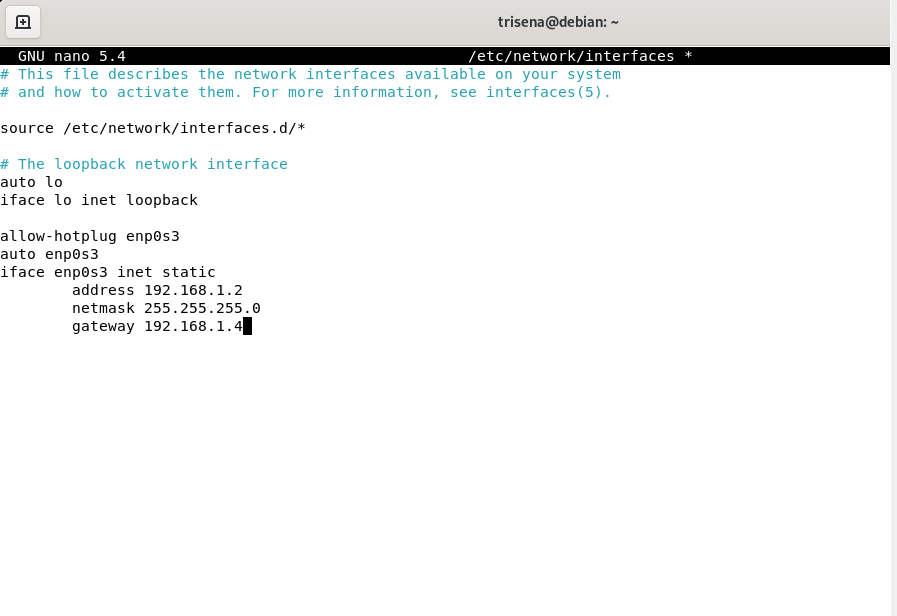 trisena@debian: ~
GNU nano 5.4 /etc/network/interfaces *
# This file describes the network interfaces available on your system
# and how to activate them. For more information, see interfaces(5).
source /etc/network/interfaces.d/*
# The loopback network interface
auto lo
iface lo inet loopback
allow-hotplug enp0s3
auto enp0s3
iface enp0s3 inet static
address 192.168.1.2
netmask 255.255.255.0
gateway 192.168.1.4